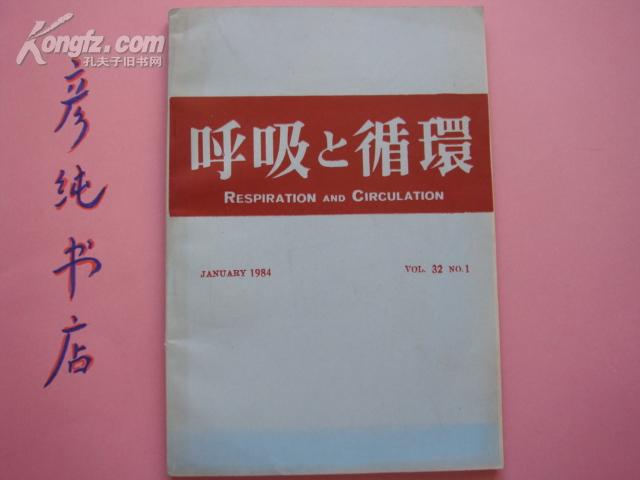 Kongfz.com
孔夫子旧书网
彦纯书店
呼吸と循環
RESPIRATION AND CIRCULATION
JANUARY 1984
VOL. 32 NO.1